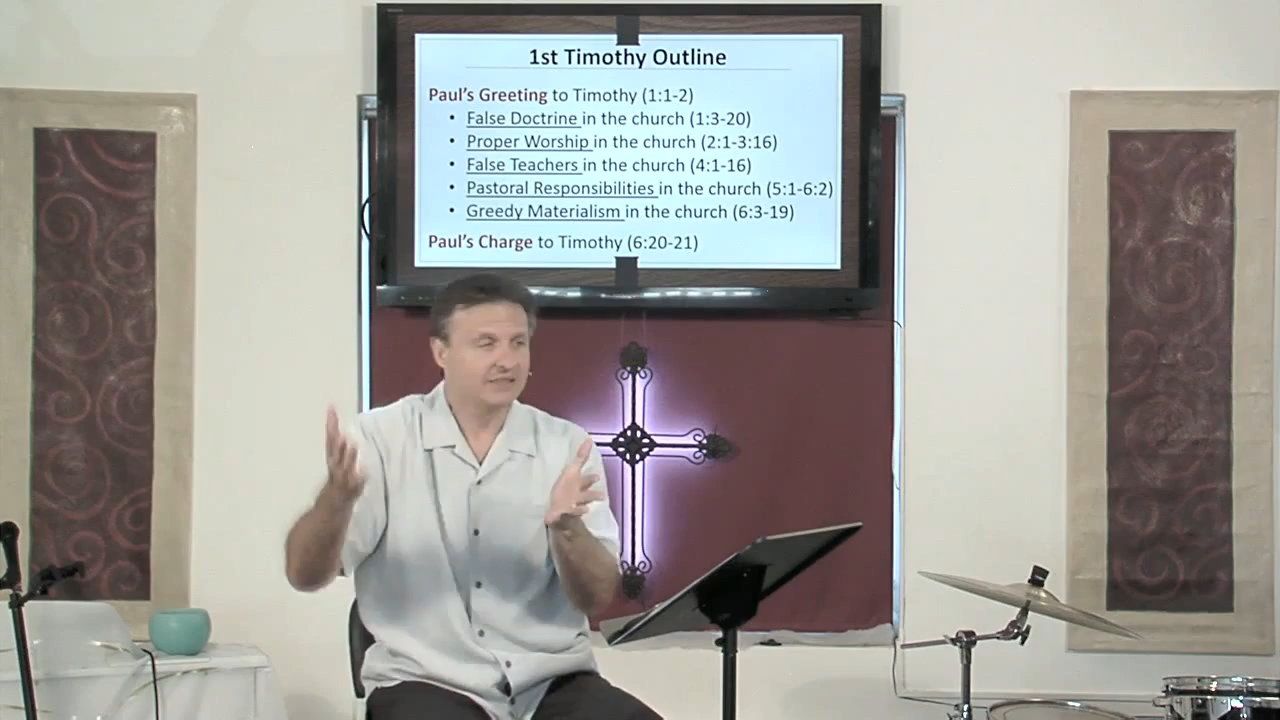 1st Timothy Outline
Paul's Greeting to Timothy (1:1-2)
• False Doctrine in the church (1:3-20)
• Proper Worship in the church (2:1-3:16)
• False Teachers in the church (4:1-16)
• Pastoral Responsibilities in the church (5:1-6:2)
• Greedy Materialism in the church (6:3-19)
Paul's Charge to Timothy (6:20-21)